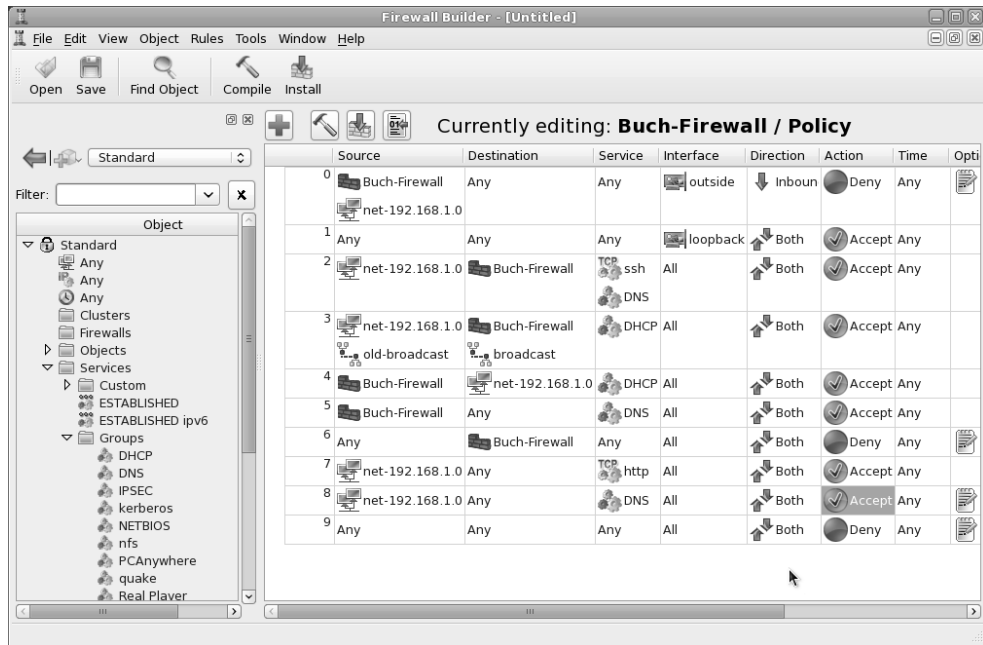 Firewall Builder - [Untitled]
File Edit View Object Rules Tools Window Help
Open Save Find Object Compile Install
Currently editing: Buch-Firewall / Policy
Standard
Filter:
Object
Standard
Any
Any
Any
Clusters
Firewalls
Objects
Services
Custom
ESTABLISHED
ESTABLISHED ipv6
Groups
DHCP
DNS
IPSEC
kerberos
NETBIOS
nfs
PCAnywhere
quake
Real Player
Source Destination Service Interface Direction Action Time Opti
0 Buch-Firewall Any Any outside Inboun Deny Any
net-192.168.1.0
1 Any Any Any loopback Both Accept Any
2 net-192.168.1.0 Buch-Firewall TCP ssh All Both Accept Any
DNS
3 net-192.168.1.0 Buch-Firewall DHCP All Both Accept Any
old-broadcast broadcast
4 Buch-Firewall net-192.168.1.0 DHCP All Both Accept Any
5 Buch-Firewall Any DNS All Both Accept Any
6 Any Buch-Firewall Any All Both Deny Any
7 net-192.168.1.0 Any TCP http All Both Accept Any
8 net-192.168.1.0 Any DNS All Both Accept Any
9 Any Any Any All Both Deny Any